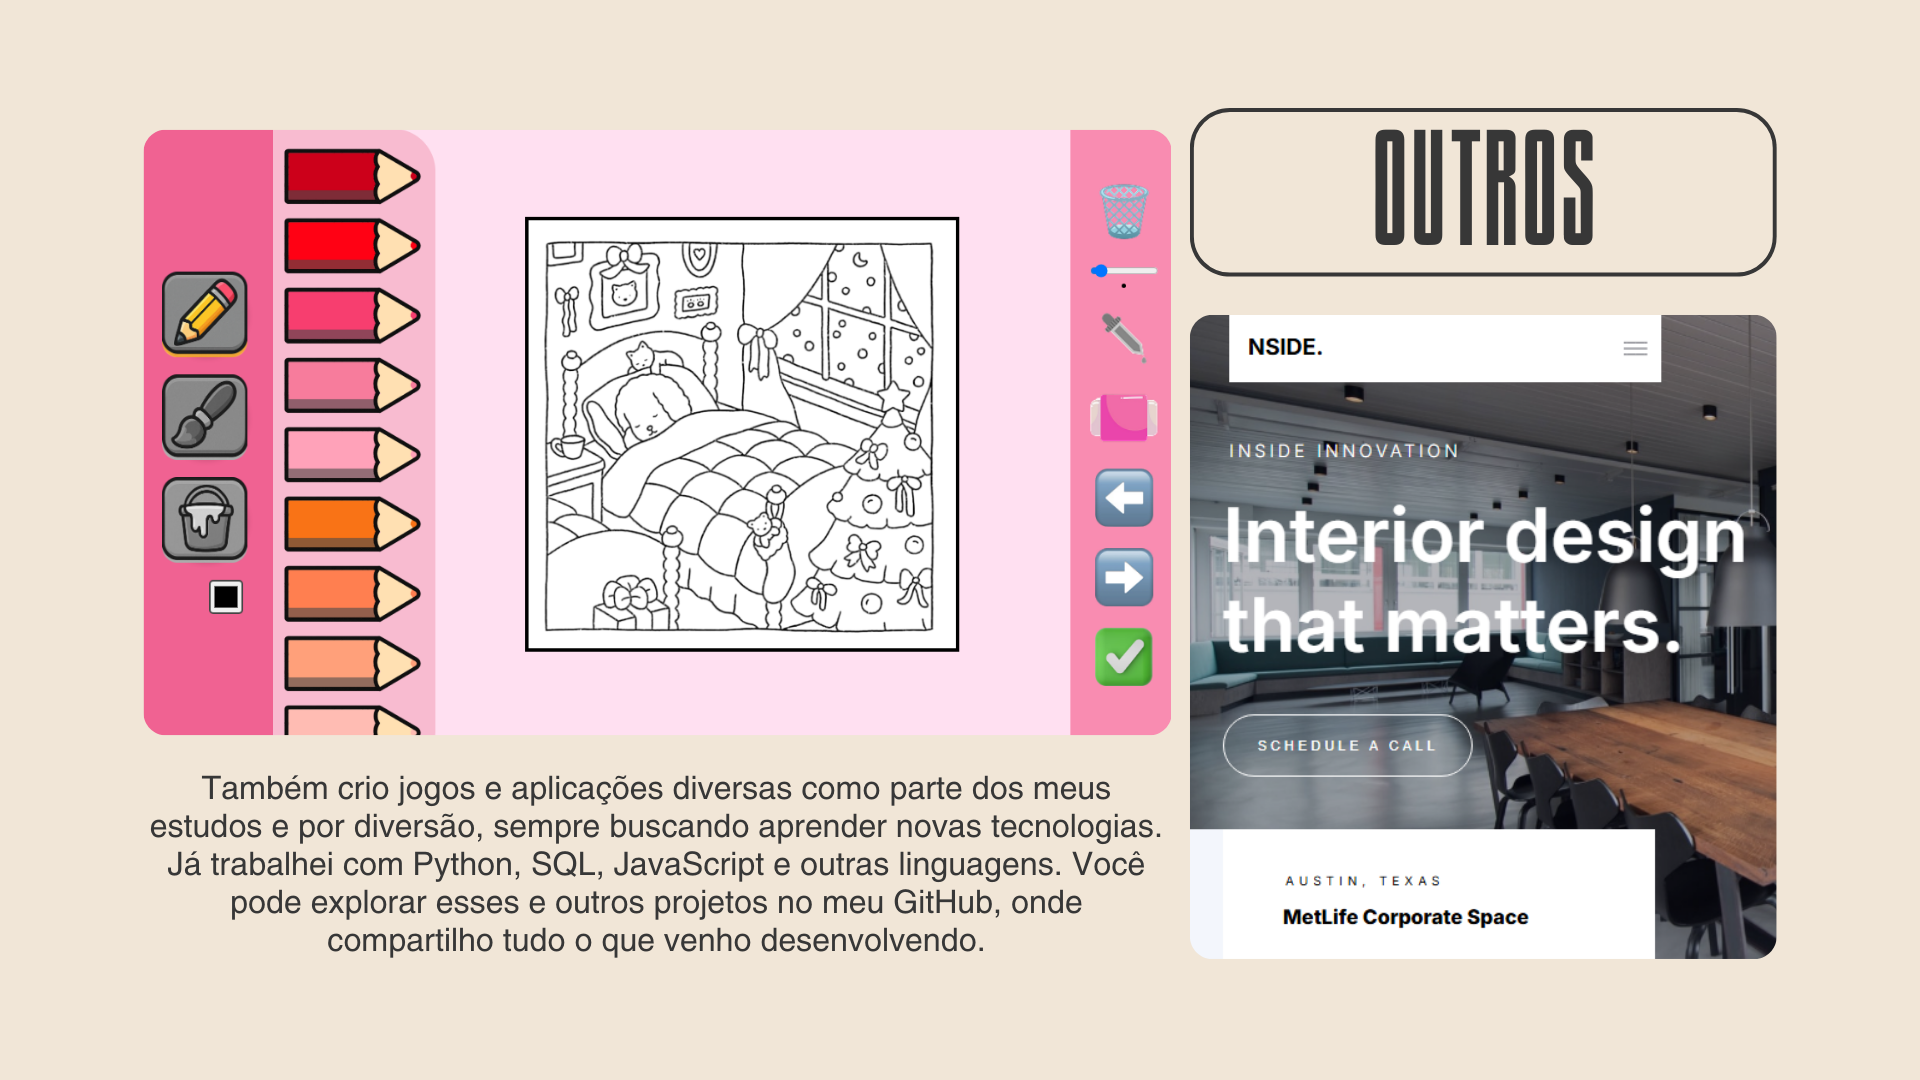 OUTROS
Também crio jogos e aplicações diversas como parte dos meus
estudos e por diversão, sempre buscando aprender novas tecnologias.
Já trabalhei com Python, SQL, JavaScript e outras linguagens. Você
pode explorar esses e outros projetos no meu GitHub, onde
compartilho tudo o que venho desenvolvendo.
NSIDE.
INSIDE INNOVATION
Interior design
that matters.
SCHEDULE A CALL
AUSTIN, TEXAS
MetLife Corporate Space